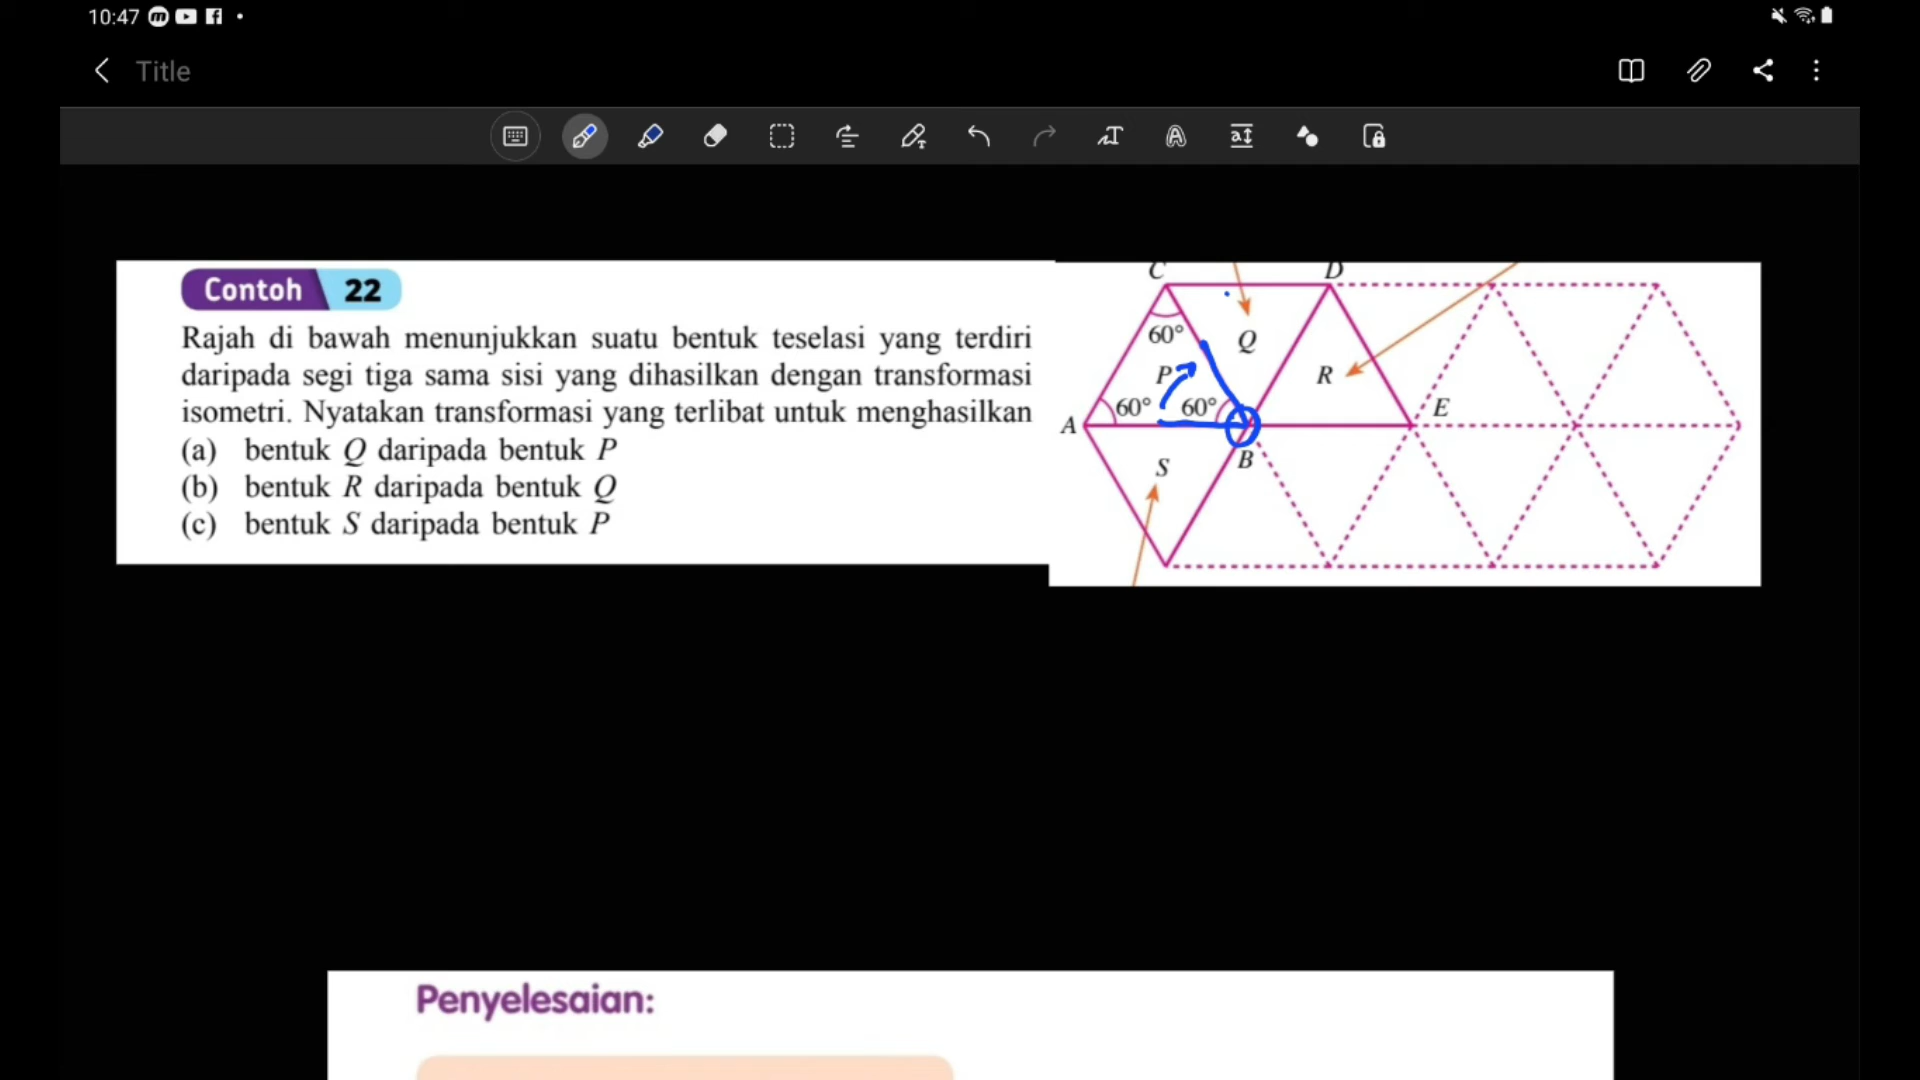 10:47
Title
Contoh 22
Rajah di bawah menunjukkan suatu bentuk teselasi yang terdiri
daripada segi tiga sama sisi yang dihasilkan dengan transformasi
isometri. Nyatakan transformasi yang terlibat untuk menghasilkan
(a) bentuk Q daripada bentuk P
(b) bentuk R daripada bentuk Q
(c) bentuk S daripada bentuk P
C D
60° Q
P R
60° 60° E
A
S B
Penyelesaian: